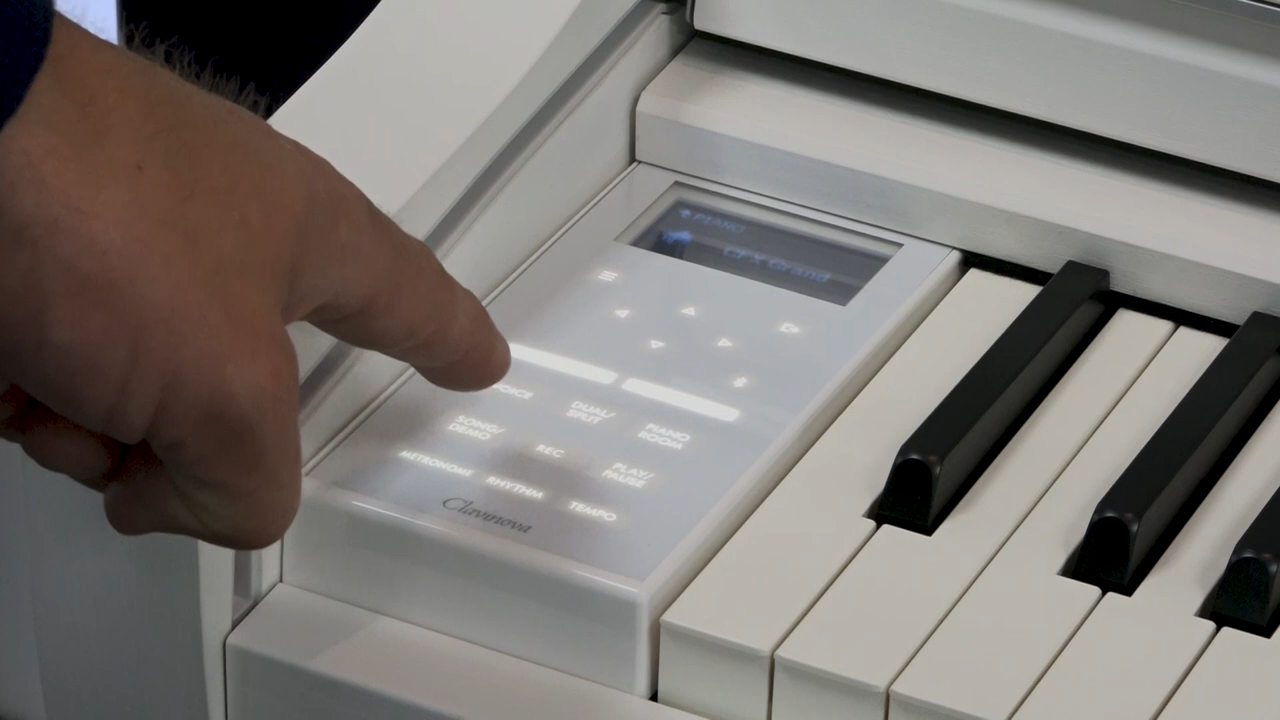 PIANO
CFX Grand
VOICE
DUAL/
SPLIT
PIANO
ROOM
SONG/
DEMO
REC
PLAY/
PAUSE
METRONOME
RHYTHM
TEMPO
Clavinova